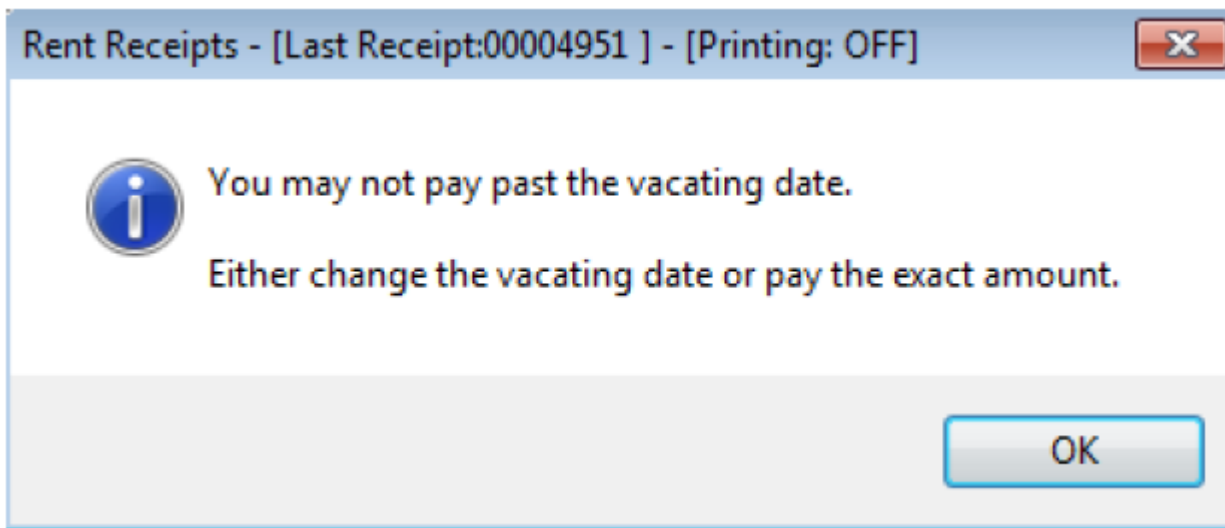 Rent Receipts - [Last Receipt:00004951 ] - [Printing: OFF]
You may not pay past the vacating date.
Either change the vacating date or pay the exact amount.
OK